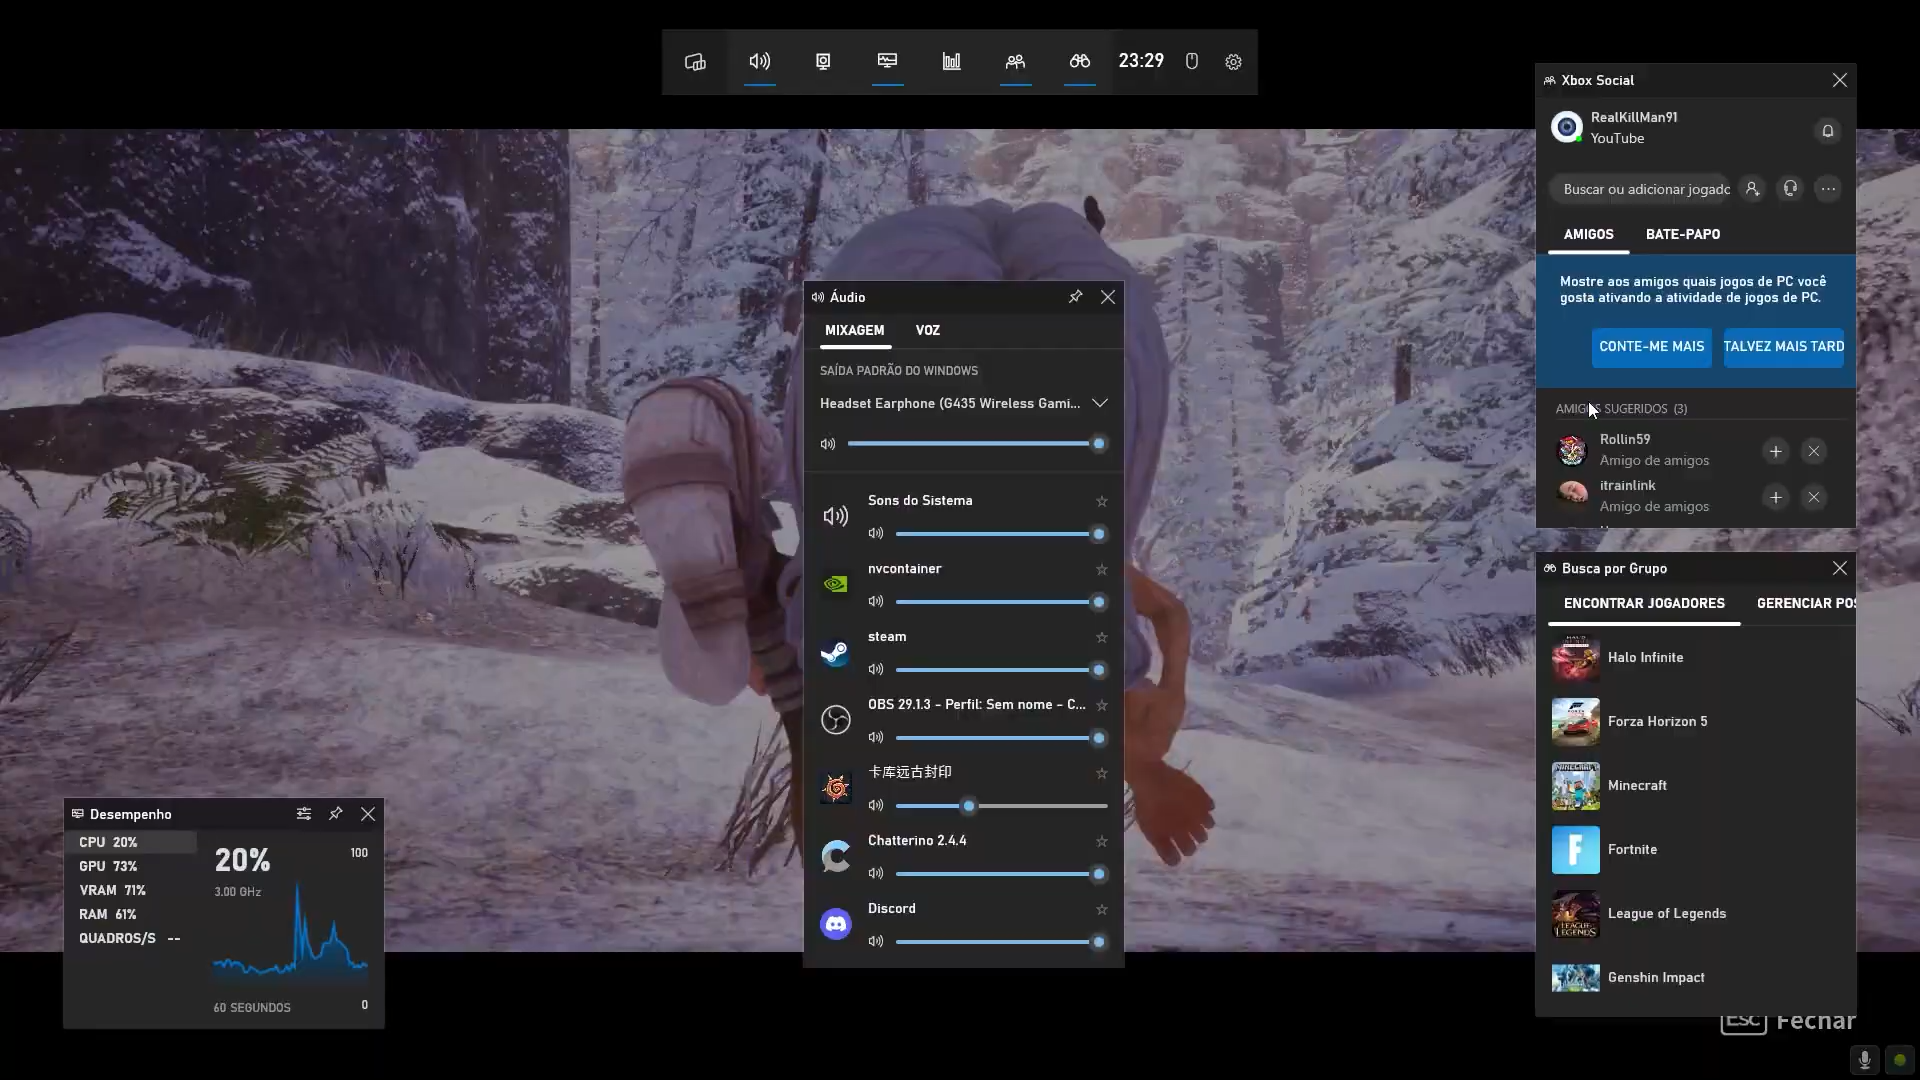 23:29
Xbox Social
RealKillMan91
YouTube
Buscar ou adicionar jogadc
AMIGOS BATE-PAPO
Mostre aos amigos quais jogos de PC você
gosta ativando a atividade de jogos de PC.
CONTE-ME MAIS TALVEZ MAIS TARD
AMIGOS SUGERIDOS (3)
Rollin59
Amigo de amigos
itrainlink
Amigo de amigos
Áudio
MIXAGEM VOZ
SAÍDA PADRÃO DO WINDOWS
Headset Earphone (G435 Wireless Gami...
Sons do Sistema
nvcontainer
steam
OBS 29.1.3 - Perfil: Sem nome - C...
卡库远古封印
Chatterino 2.4.4
Discord
Busca por Grupo
ENCONTRAR JOGADORES GERENCIAR POS
Halo Infinite
Forza Horizon 5
Minecraft
Fortnite
League of Legends
Genshin Impact
Desempenho
CPU 20%
GPU 73%
VRAM 71%
RAM 61%
QUADROS/S --
20%
100
3.00 GHz
60 SEGUNDOS
0
Esc Fechar